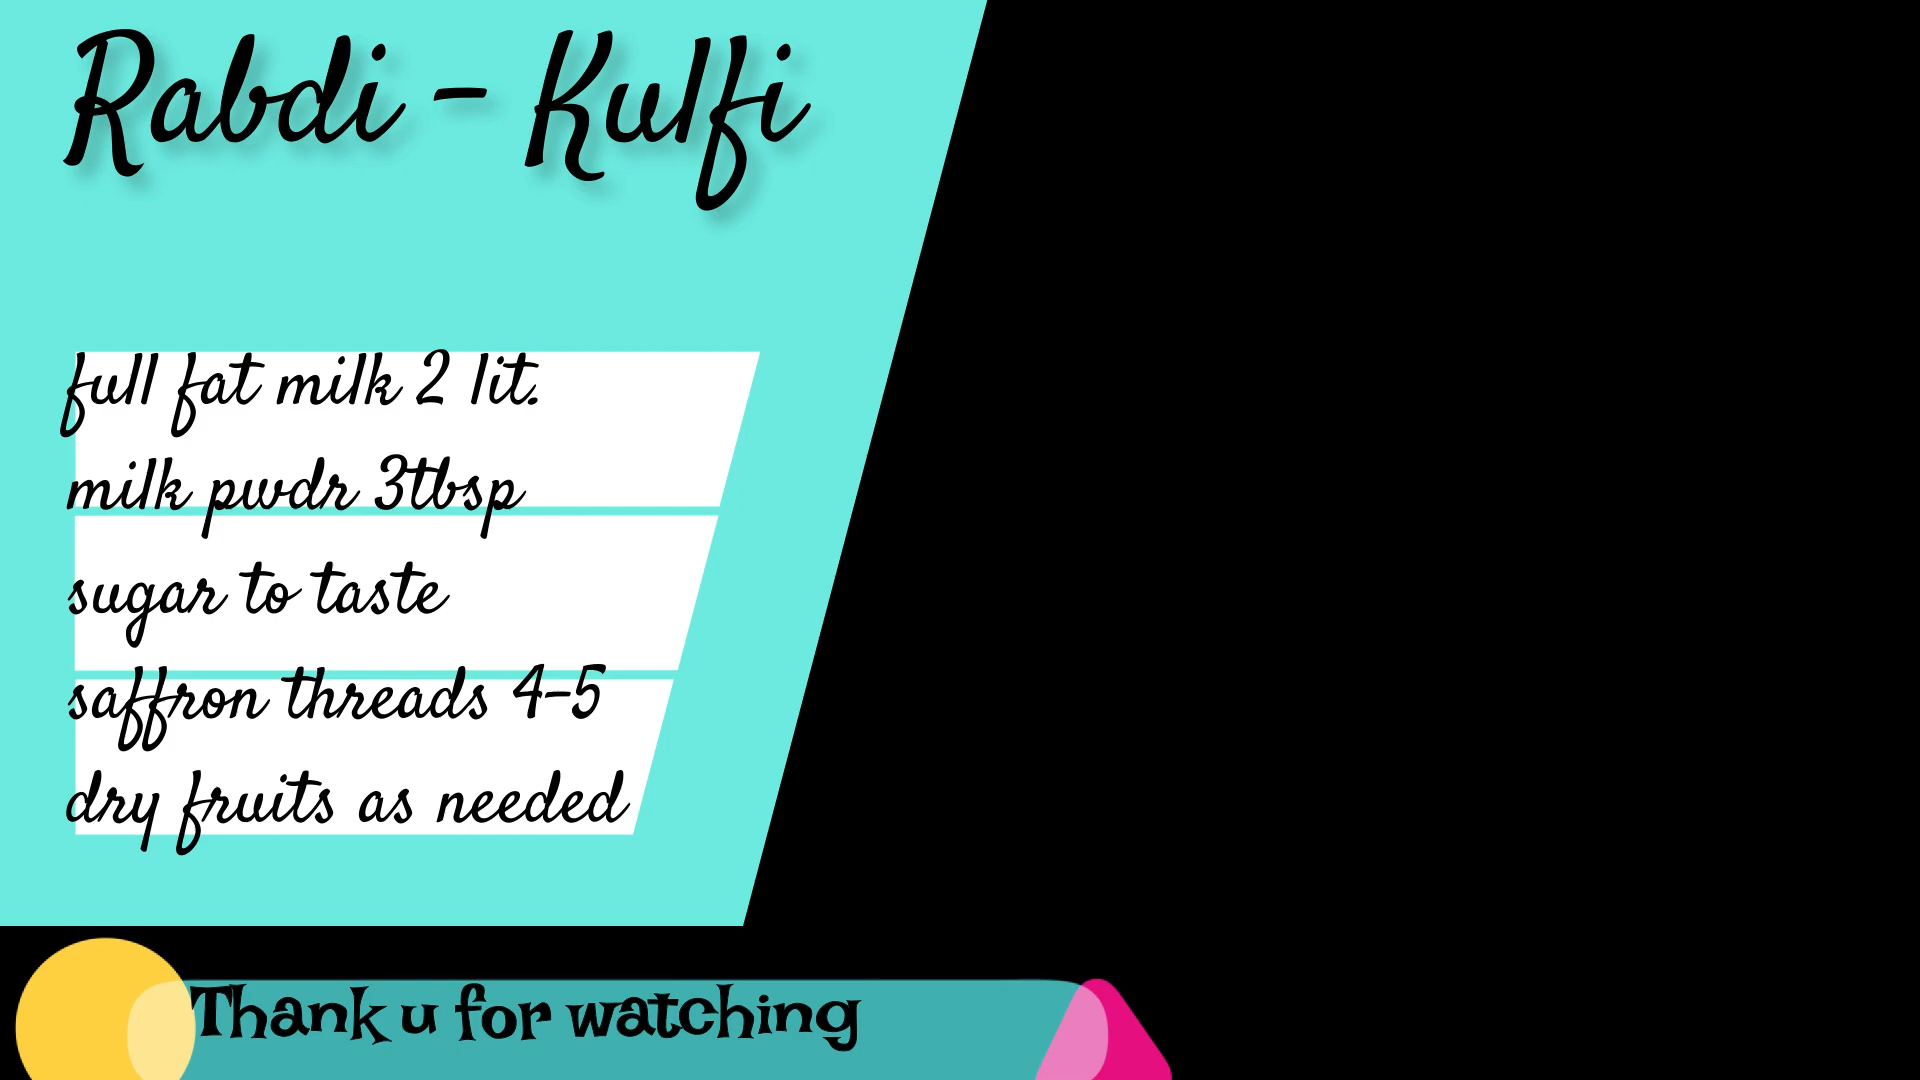 Rabdi - Kulfi
full fat milk 2 lit.
milk pwdr 3tbsp
sugar to taste
saffron threads 4-5
dry fruits as needed
Thank u for watching